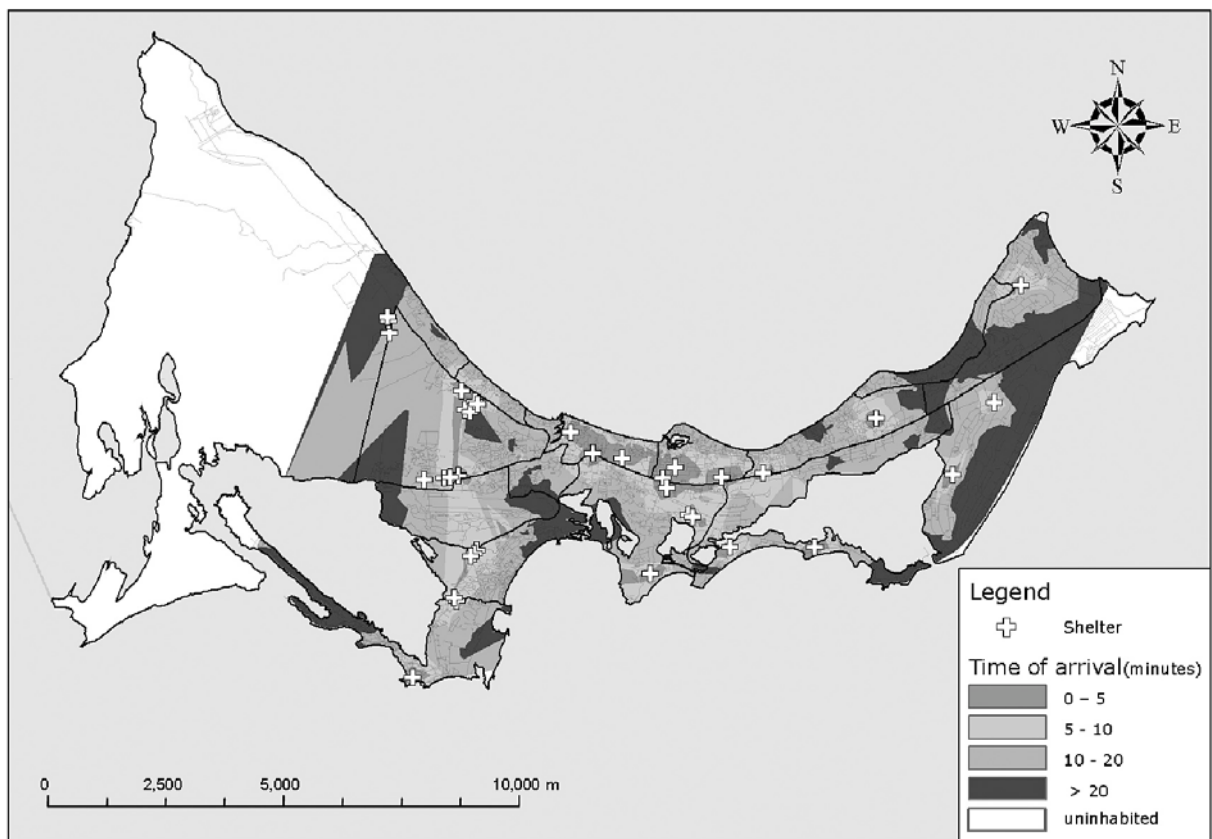 N
W E
S
Legend
Shelter
Time of arrival(minutes)
0 – 5
5 - 10
10 - 20
> 20
uninhabited
0 2,500 5,000 10,000 m